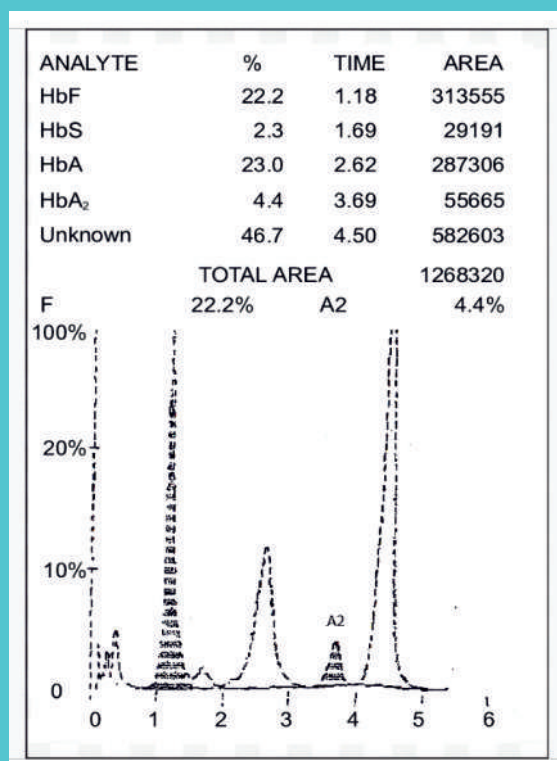 ANALYTE % TIME AREA
HbF 22.2 1.18 313555
HbS 2.3 1.69 29191
HbA 23.0 2.62 287306
HbA₂ 4.4 3.69 55665
Unknown 46.7 4.50 582603
TOTAL AREA 1268320
F 22.2% A2 4.4%
100%
20%
10%
A2
0
0 1 2 3 4 5 6